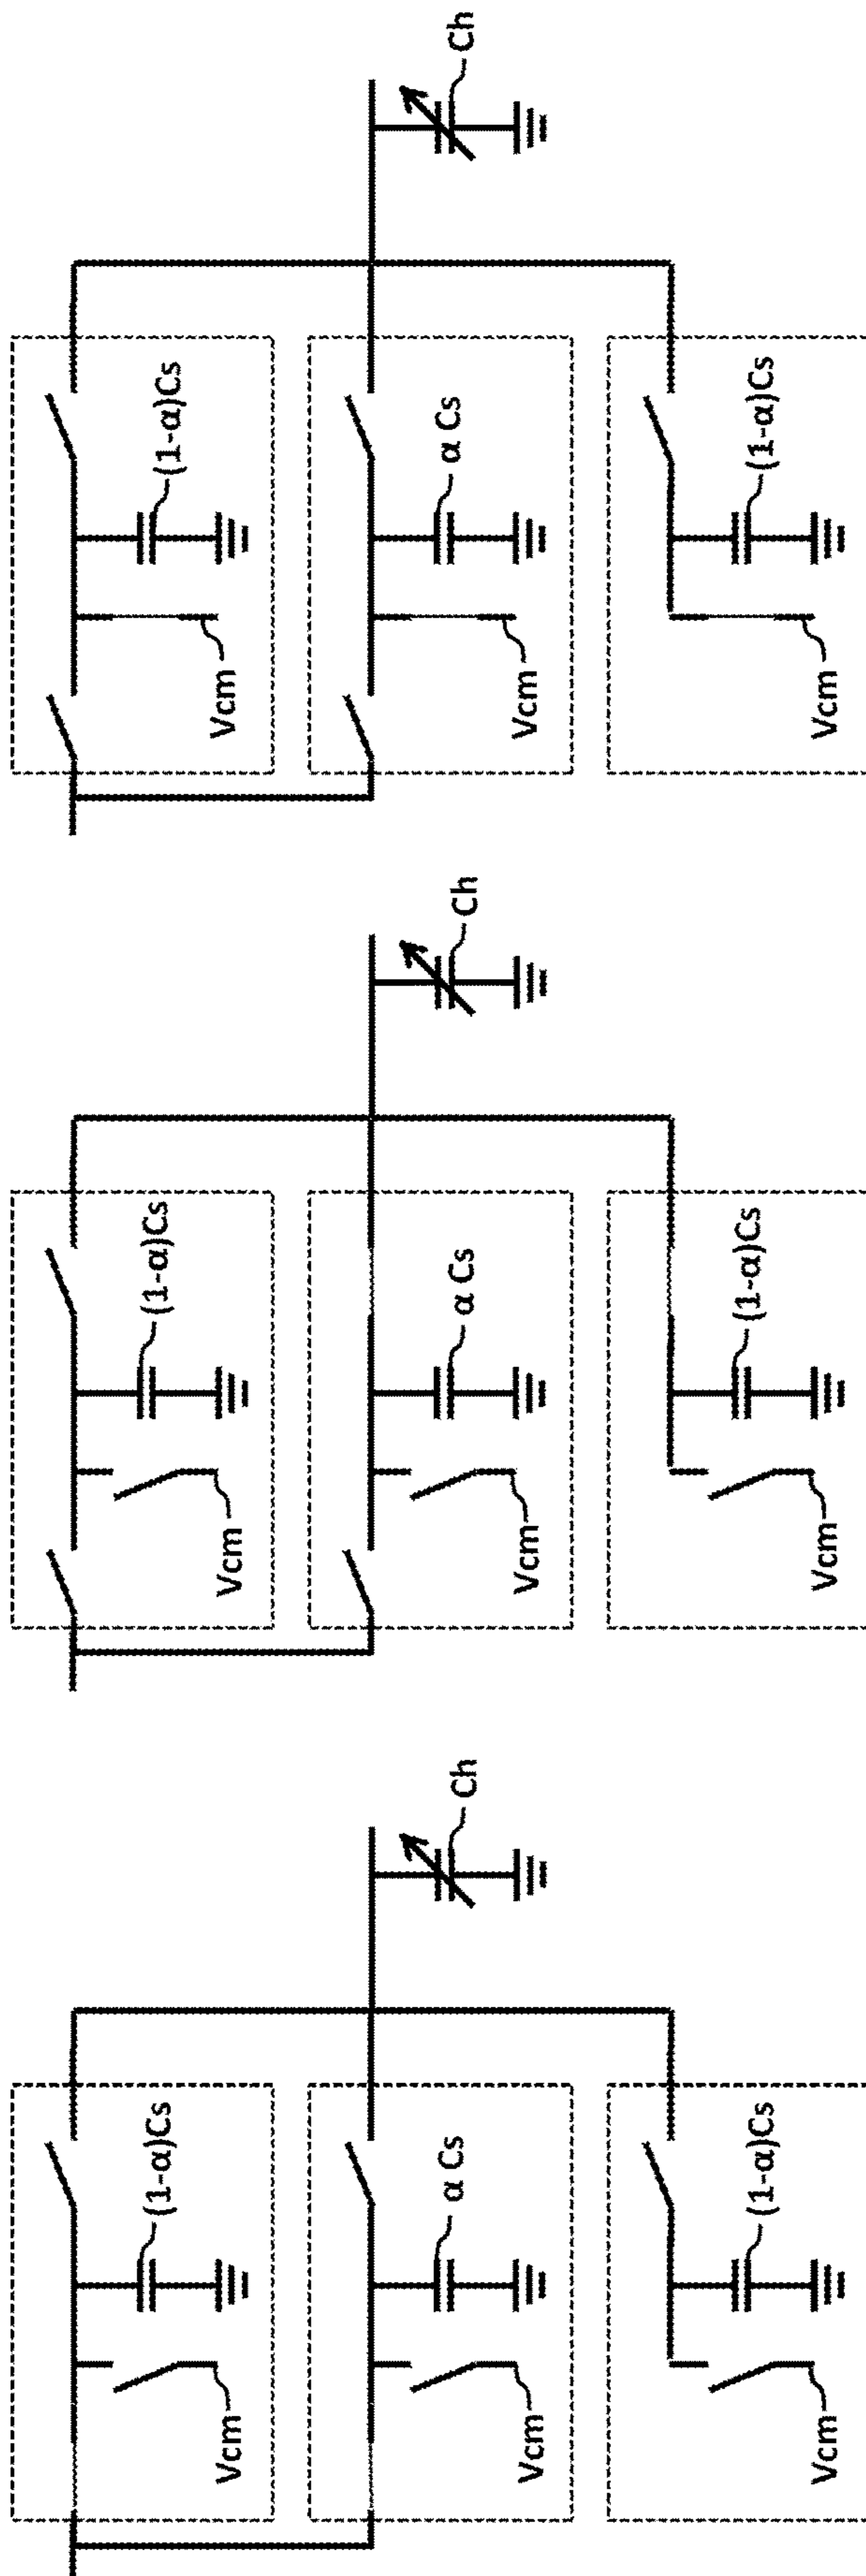 Vcm
(1-α)Cs
Vcm
α Cs
Ch
Vcm
(1-α)Cs
Vcm
(1-α)Cs
Vcm
α Cs
Ch
Vcm
(1-α)Cs
Vcm
(1-α)Cs
Vcm
α Cs
Ch
Vcm
(1-α)Cs